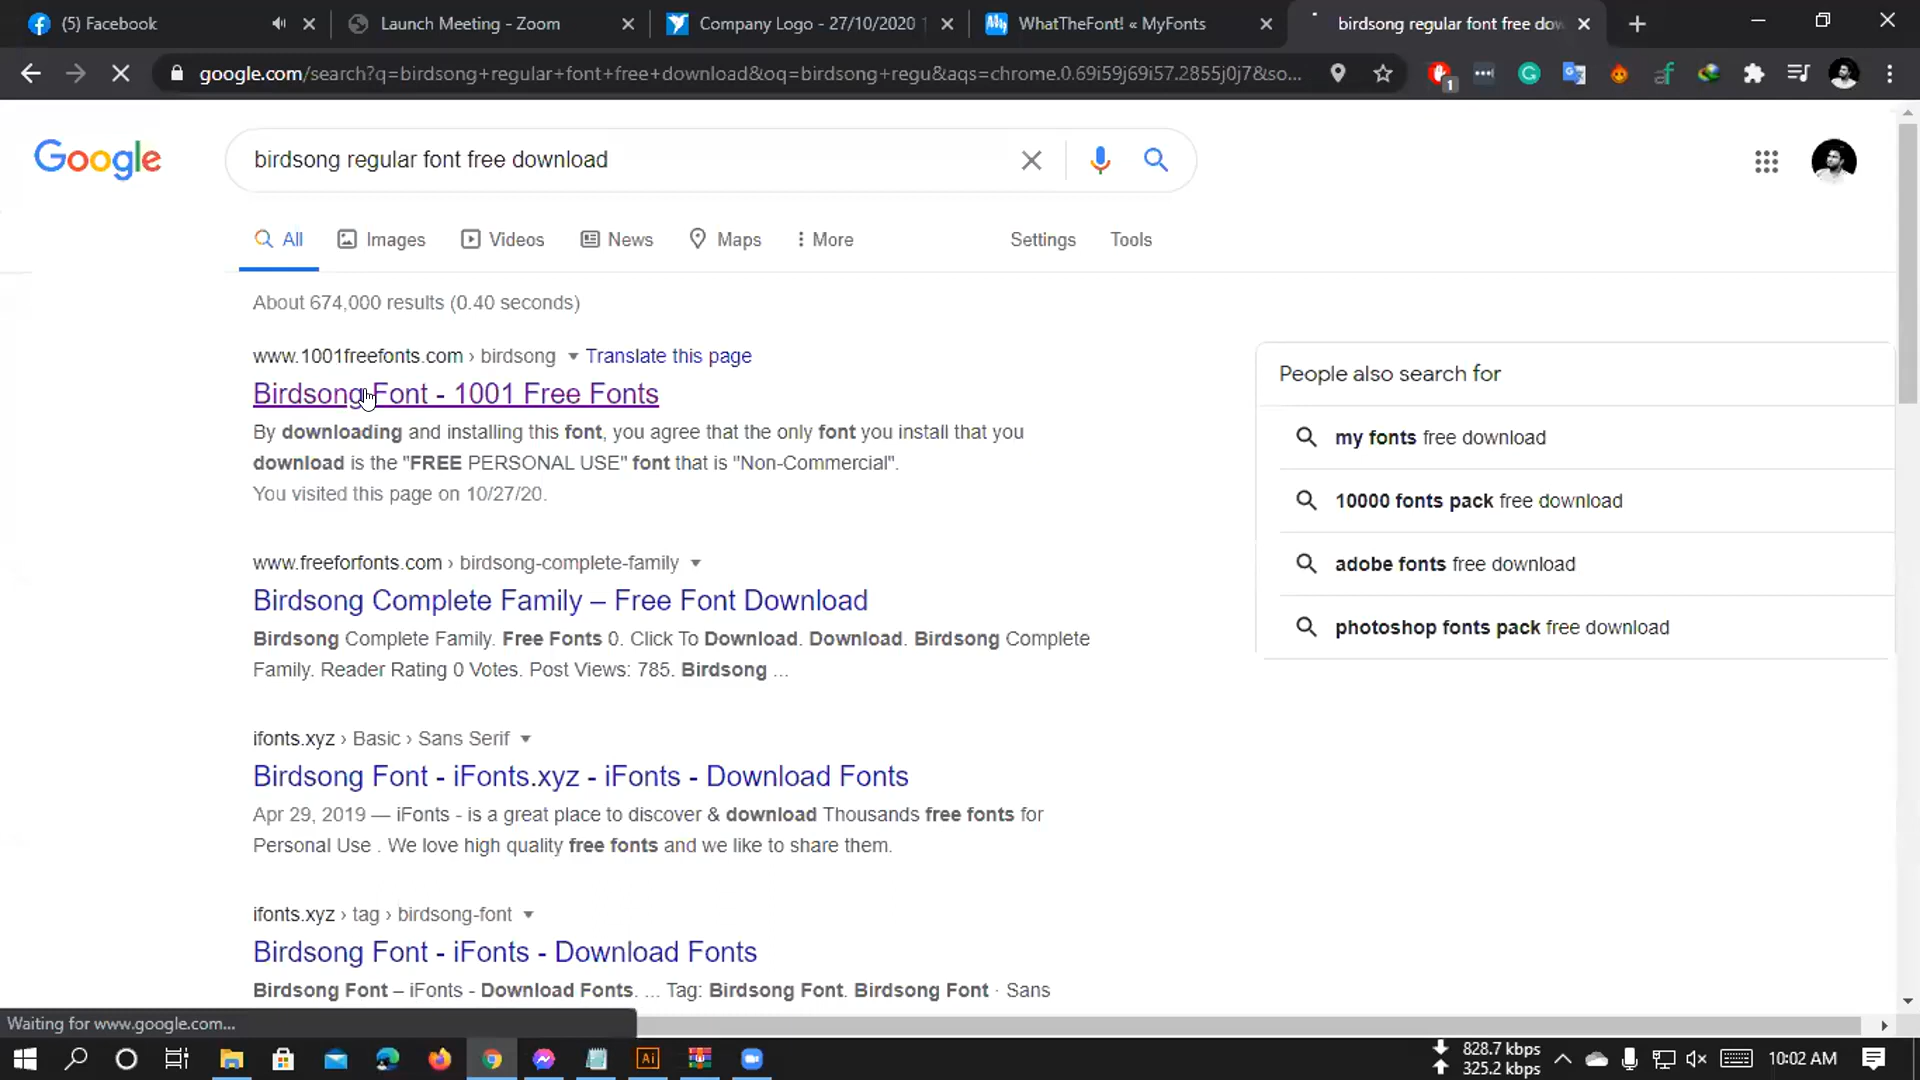 (5) Facebook
Launch Meeting - Zoom
Company Logo - 27/10/2020 1
WhatTheFont! « MyFonts
birdsong regular font free dow
google.com/search?q=birdsong+regular+font+free+download&oq=birdsong+regu&aqs=chrome.0.69i59j69i57.2855j0j7&so...
1
Google
birdsong regular font free download
All
Images
Videos
News
Maps
More
Settings
Tools
About 674,000 results (0.40 seconds)
www.1001freefonts.com › birdsong ▾ Translate this page
Birdsong Font - 1001 Free Fonts
By downloading and installing this font, you agree that the only font you install that you
download is the "FREE PERSONAL USE" font that is "Non-Commercial".
You visited this page on 10/27/20.
www.freeforfonts.com › birdsong-complete-family ▾
Birdsong Complete Family – Free Font Download
Birdsong Complete Family. Free Fonts 0. Click To Download. Download. Birdsong Complete
Family. Reader Rating 0 Votes. Post Views: 785. Birdsong ...
ifonts.xyz › Basic › Sans Serif ▾
Birdsong Font - iFonts.xyz - iFonts - Download Fonts
Apr 29, 2019 — iFonts - is a great place to discover & download Thousands free fonts for
Personal Use . We love high quality free fonts and we like to share them.
ifonts.xyz › tag › birdsong-font ▾
Birdsong Font - iFonts - Download Fonts
Birdsong Font – iFonts - Download Fonts. ... Tag: Birdsong Font. Birdsong Font · Sans
People also search for
my fonts free download
10000 fonts pack free download
adobe fonts free download
photoshop fonts pack free download
Waiting for www.google.com...
Ai
828.7 kbps
325.2 kbps
10:02 AM